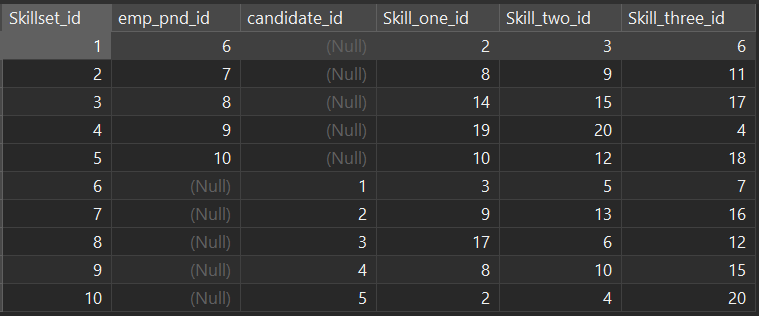 Skillset_id emp_pnd_id candidate_id Skill_one_id Skill_two_id Skill_three_id
1 6 (Null) 2 3 6
2 7 (Null) 8 9 11
3 8 (Null) 14 15 17
4 9 (Null) 19 20 4
5 10 (Null) 10 12 18
6 (Null) 1 3 5 7
7 (Null) 2 9 13 16
8 (Null) 3 17 6 12
9 (Null) 4 8 10 15
10 (Null) 5 2 4 20